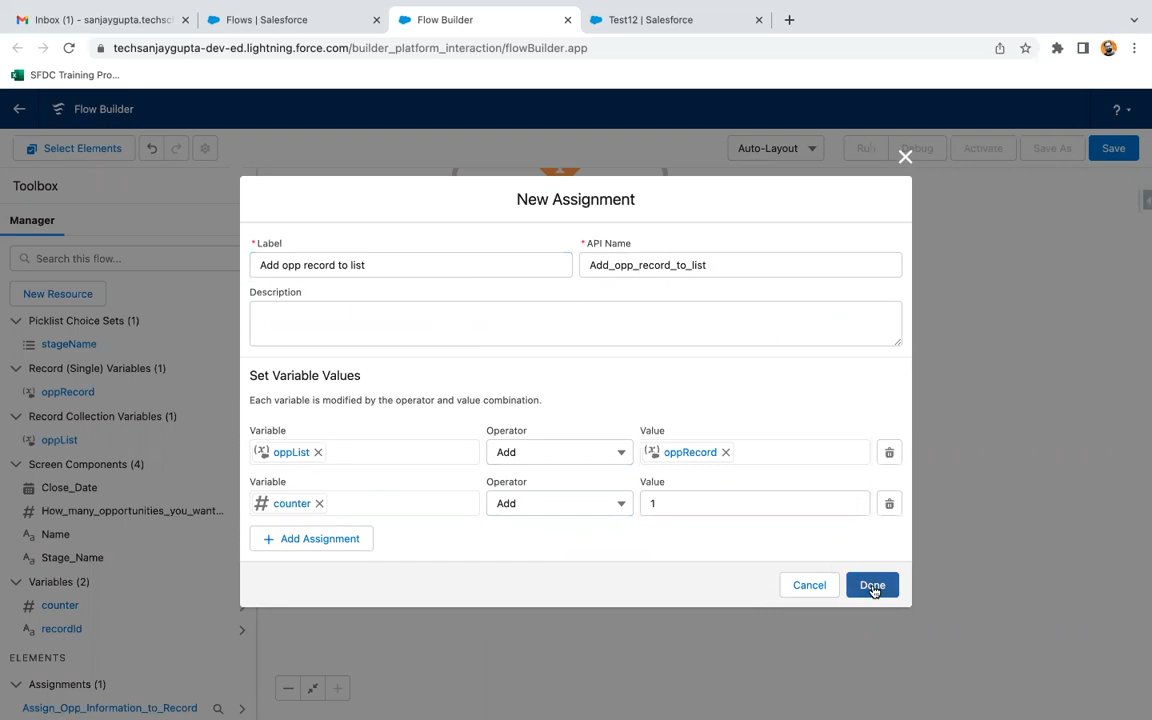 Inbox (1) - sanjaygupta.techsc
Flows | Salesforce
Flow Builder
Test12 | Salesforce
techsanjaygupta-dev-ed.lightning.force.com/builder_platform_interaction/flowBuilder.app
SFDC Training Pro...
Flow Builder
?
Select Elements
Auto-Layout
Run
Debug
Activate
Save As
Save
Toolbox
Manager
Search this flow...
New Resource
Picklist Choice Sets (1)
stageName
Record (Single) Variables (1)
oppRecord
Record Collection Variables (1)
oppList
Screen Components (4)
Close_Date
How_many_opportunities_you_want...
Name
Stage_Name
Variables (2)
counter
recordId
ELEMENTS
Assignments (1)
Assign_Opp_Information_to_Record
New Assignment
* Label
* API Name
Add opp record to list
Add_opp_record_to_list
Description
Set Variable Values
Each variable is modified by the operator and value combination.
Variable Operator Value
oppList Add oppRecord
Variable Operator Value
counter Add 1
+ Add Assignment
Cancel
Done